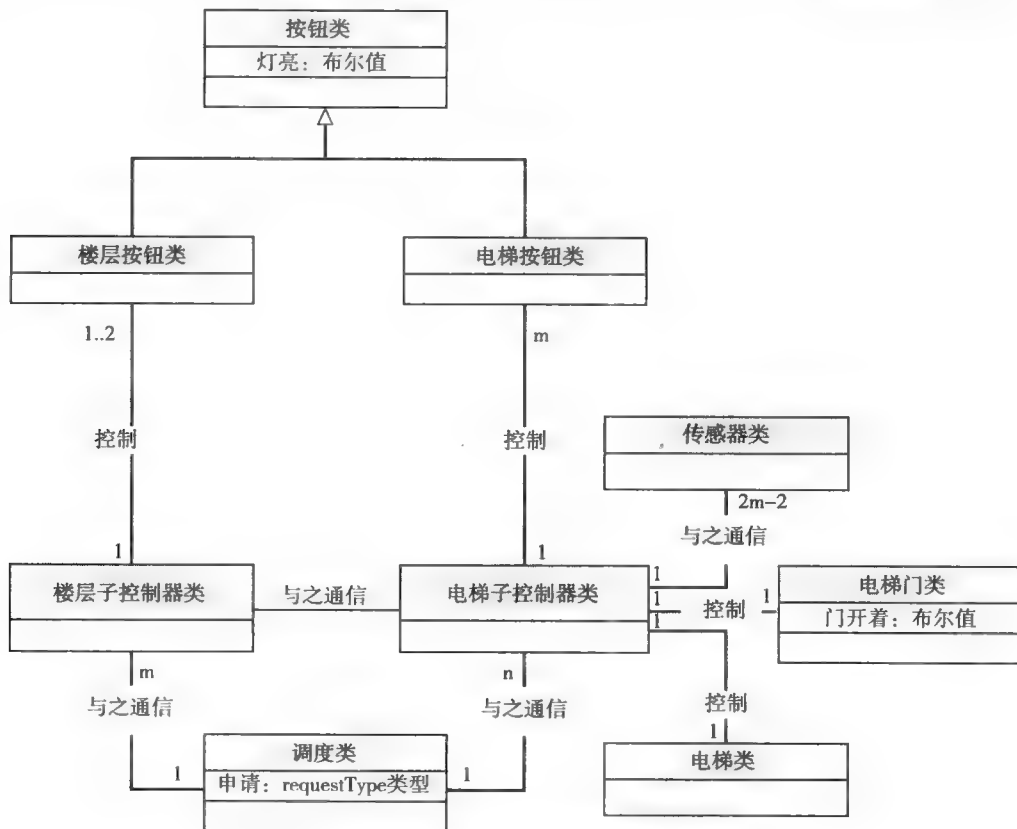 按钮类
灯亮：布尔值
楼层按钮类
电梯按钮类
1..2
m
控制
控制
传感器类
2m-2
与之通信
1
1
楼层子控制器类
与之通信
电梯子控制器类
1
1
控制
1
电梯门类
门开着：布尔值
1
m
n
与之通信
与之通信
控制
1
调度类
1
申请：requestType类型
1
电梯类